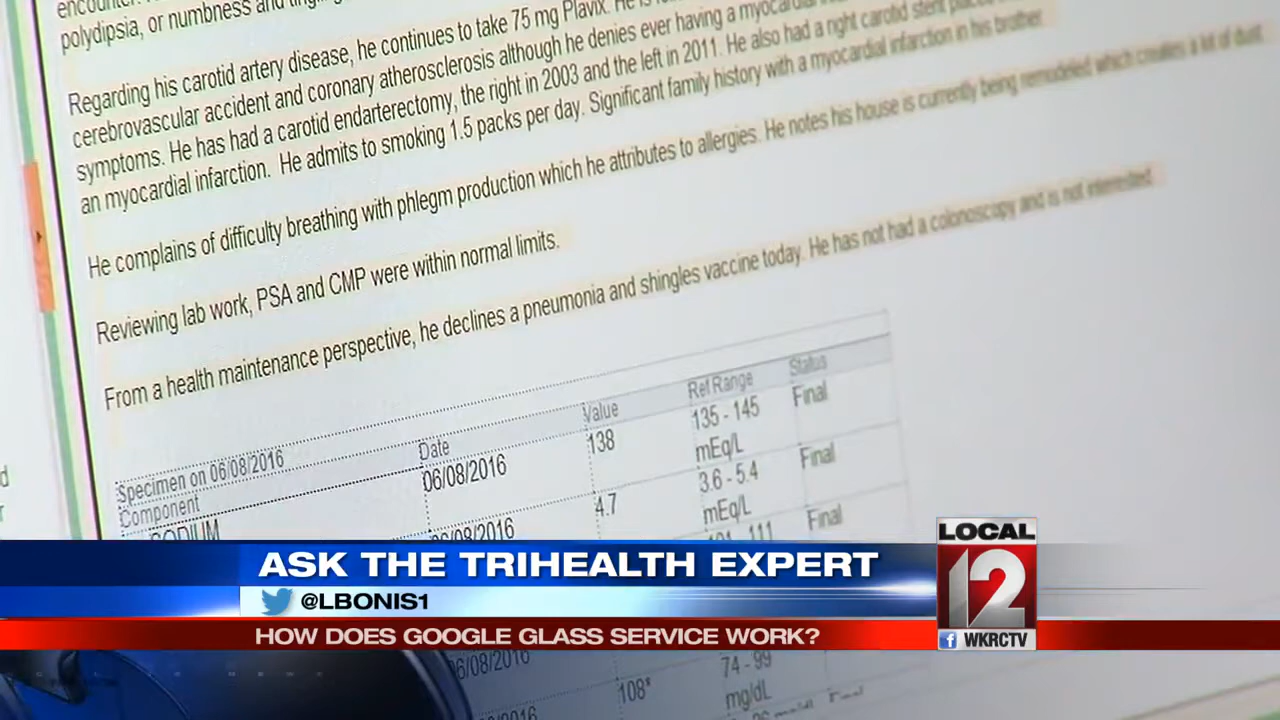 encounter.
polydipsia, or numbness and
Regarding his carotid artery disease, he continues to take 75 mg Plavix. He is
cerebrovascular accident and coronary atherosclerosis although he denies ever having a myocardial
symptoms. He has had a carotid endarterectomy, the right in 2003 and the left in 2011. He also had a right carotid stent placed
an myocardial infarction. He admits to smoking 1.5 packs per day. Significant family history with a myocardial infarction in his brother.
He complains of difficulty breathing with phlegm production which he attributes to allergies. He notes his house is currently being remodeled which creates a lot of dust.
Reviewing lab work, PSA and CMP were within normal limits.
From a health maintenance perspective, he declines a pneumonia and shingles vaccine today. He has not had a colonoscopy and is not interested.
Specimen on 06/08/2016
Component Date Value Ref Range Status
SODIUM 06/08/2016 138 135 - 145 Final
mEq/L
06/08/2016 4.7 3.6 - 5.4 Final
mEq/L
111 Final
ASK THE TRIHEALTH EXPERT
@LBONIS1
HOW DOES GOOGLE GLASS SERVICE WORK?
LOCAL
12
f WKRCTV
06/08/2016 74 - 99
108* mg/dL